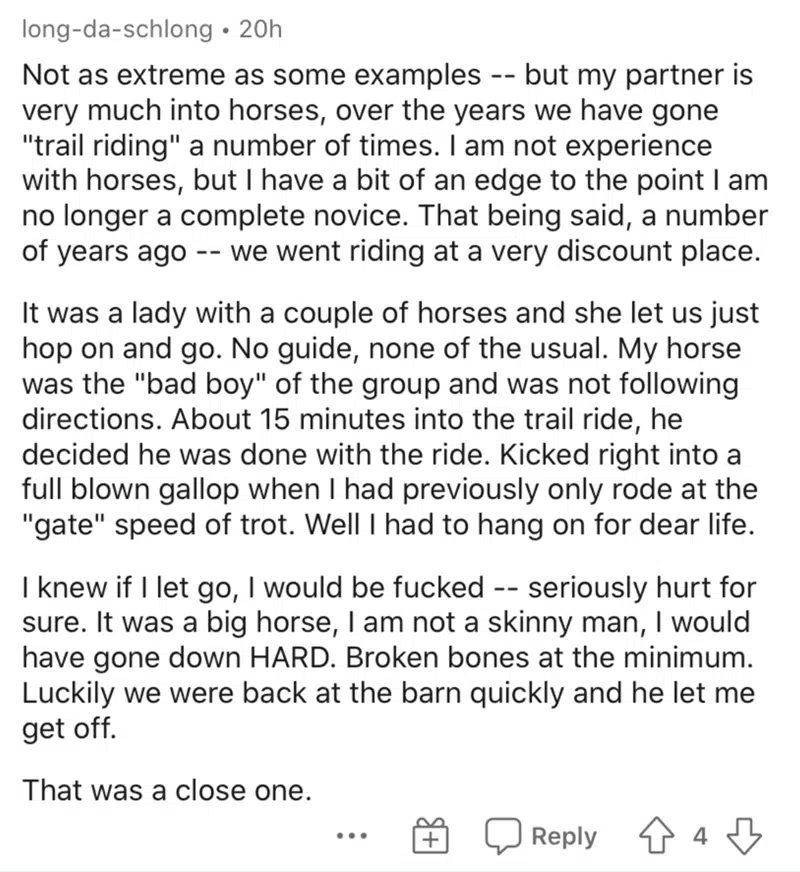 long-da-schlong • 20h
Not as extreme as some examples -- but my partner is
very much into horses, over the years we have gone
"trail riding" a number of times. I am not experience
with horses, but I have a bit of an edge to the point I am
no longer a complete novice. That being said, a number
of years ago -- we went riding at a very discount place.
It was a lady with a couple of horses and she let us just
hop on and go. No guide, none of the usual. My horse
was the "bad boy" of the group and was not following
directions. About 15 minutes into the trail ride, he
decided he was done with the ride. Kicked right into a
full blown gallop when I had previously only rode at the
"gate" speed of trot. Well I had to hang on for dear life.
I knew if I let go, I would be fucked -- seriously hurt for
sure. It was a big horse, I am not a skinny man, I would
have gone down HARD. Broken bones at the minimum.
Luckily we were back at the barn quickly and he let me
get off.
That was a close one.
... Reply 4